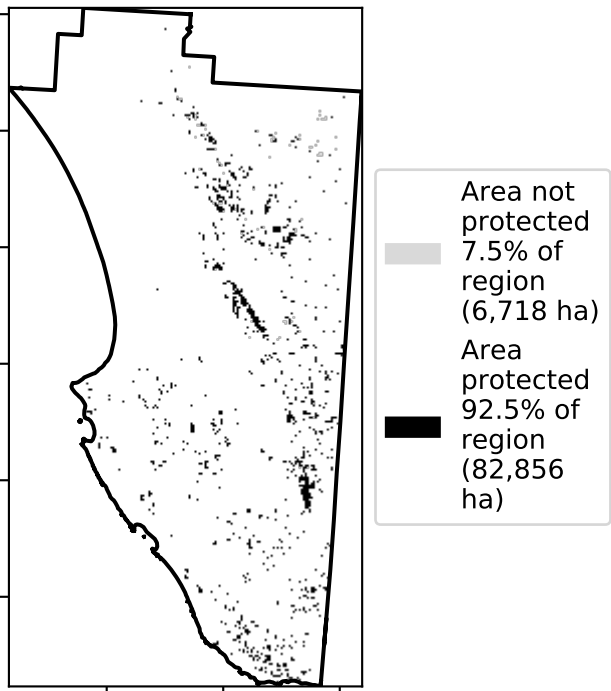 Area not
protected
7.5% of
region
(6,718 ha)
Area
protected
92.5% of
region
(82,856
ha)